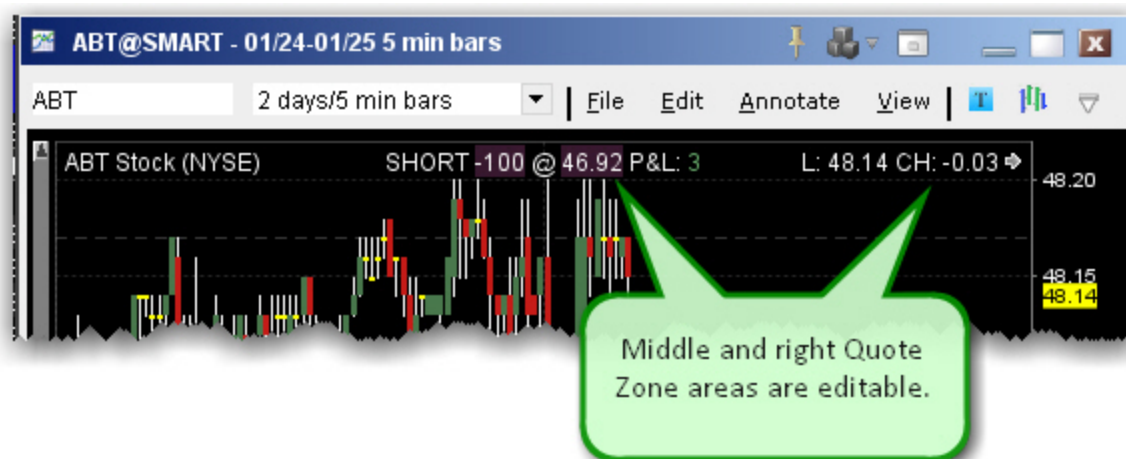 ABT@SMART - 01/24-01/25 5 min bars
ABT 2 days/5 min bars File Edit Annotate View T
ABT Stock (NYSE) SHORT -100 @ 46.92 P&L: 3 L: 48.14 CH: -0.03
48.20
48.15
48.14
Middle and right Quote
Zone areas are editable.